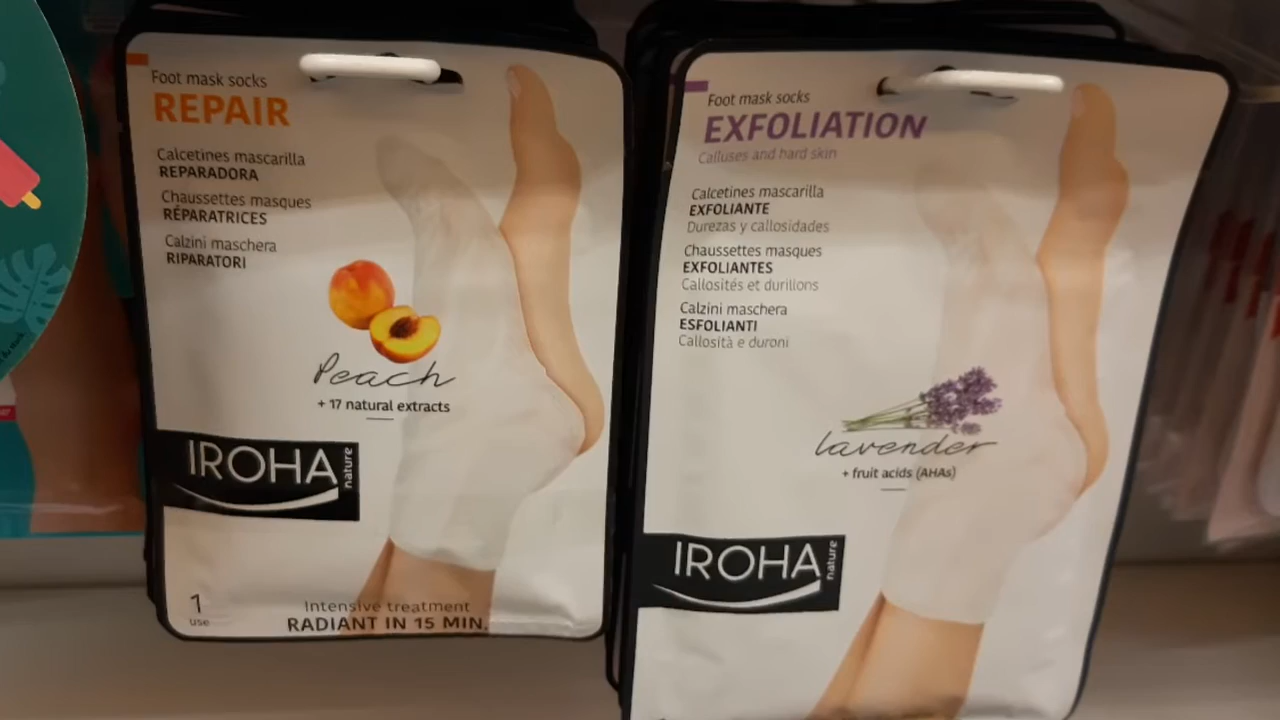 Foot mask socks
REPAIR
Calcetines mascarilla
REPARADORA
Chaussettes masques
RÉPARATRICES
Calzini maschera
RIPARATORI
Peach
+ 17 natural extracts
IROHA
nature
1
use
Intensive treatment
RADIANT IN 15 MIN.
Foot mask socks
EXFOLIATION
Calluses and hard skin
Calcetines mascarilla
EXFOLIANTE
Durezas y callosidades
Chaussettes masques
EXFOLIANTES
Callosités et durillons
Calzini maschera
ESFOLIANTI
Callosità e duroni
lavender
+ fruit acids (AHAs)
IROHA
nature